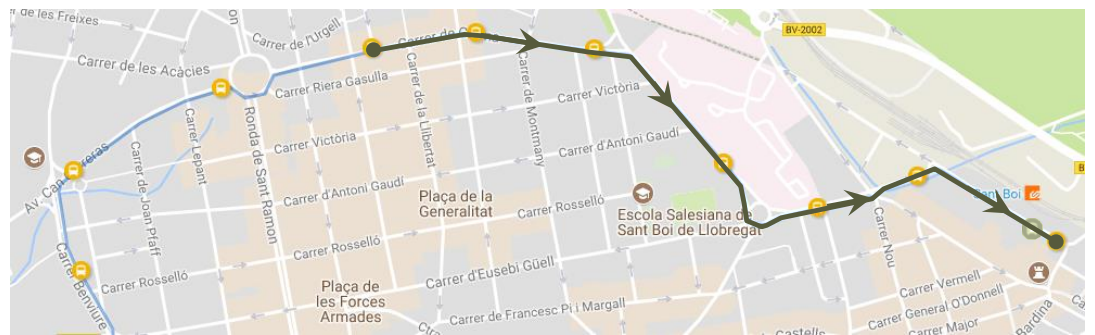 de les Freixes
Carrer de l'Urgell
BV-2002
Carrer de
Carrer de les Acàcies
Carrer Riera Gasulla
Carrer Victòria
Carrer de la Llibertat
Carrer de Montmany
Carrer Lepant
Ronda de Sant Ramon
Carrer Victòria
Carrer d'Antoni Gaudí
Av. Can
reras
Carrer de Joan Pfaff
Carrer d'Antoni Gaudí
Plaça de la
Generalitat
Sant Boi
Carrer Rosselló
Escola Salesiana de
Sant Boi de Llobregat
Carrer Rosselló
Carrer Nou
Carrer Benviure
Carrer Rosselló
Carrer d'Eusebi Güell
Carrer Vermell
Plaça de
les Forces
Armades
Carrer de Francesc Pi i Margall
Carrer General O'Donnell
Carrer Major
Bardina
Ctra
Castells